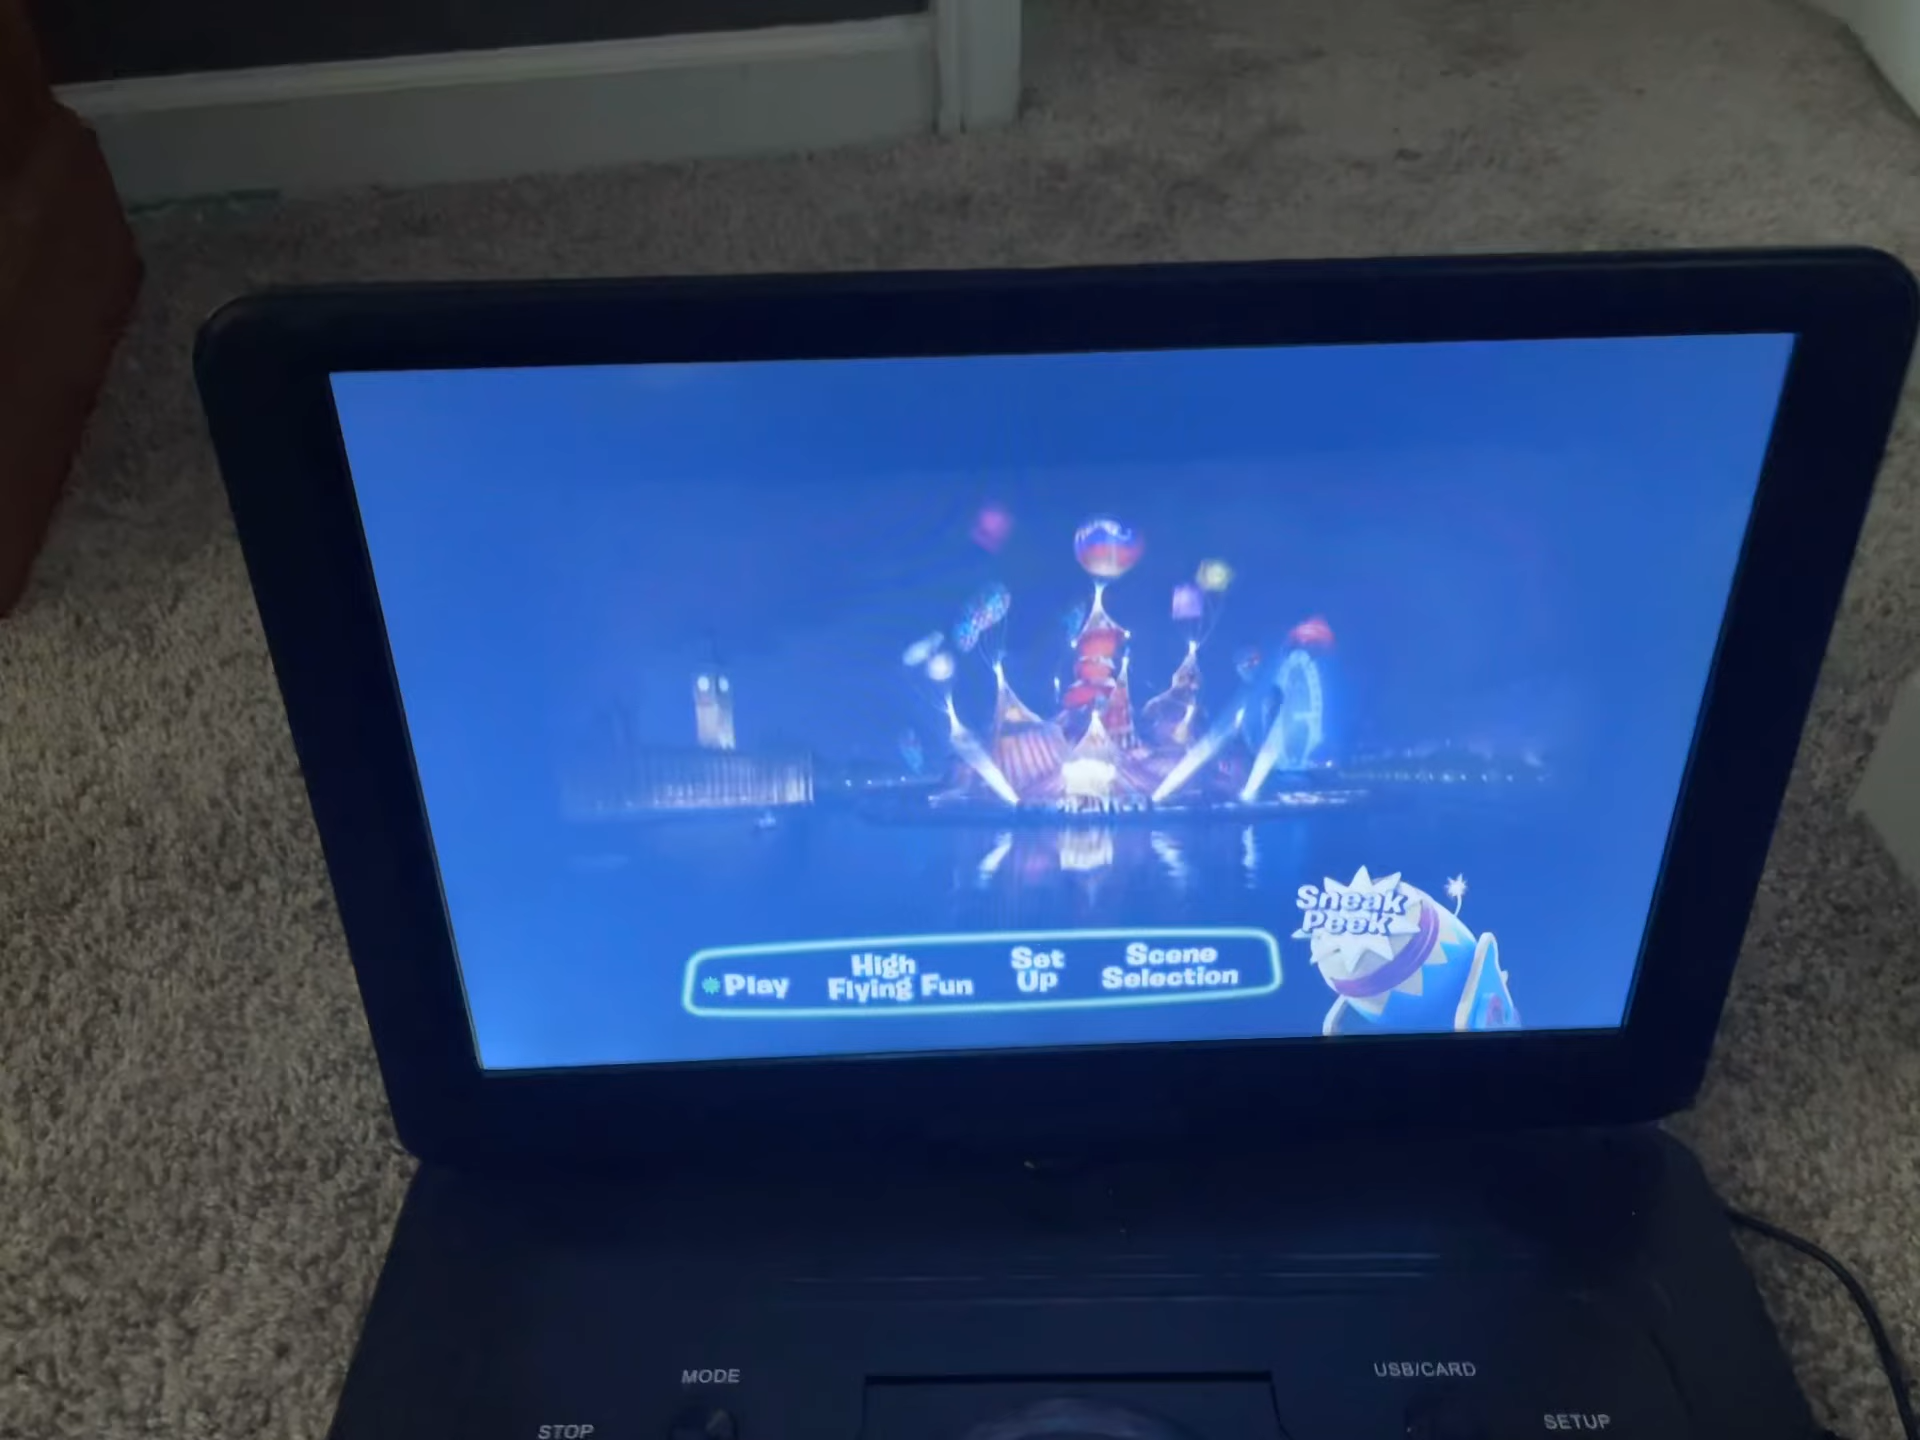 Sneak
Peek
Play
High
Flying Fun
Set
Up
Scene
Selection
MODE
USB/CARD
STOP
SETUP